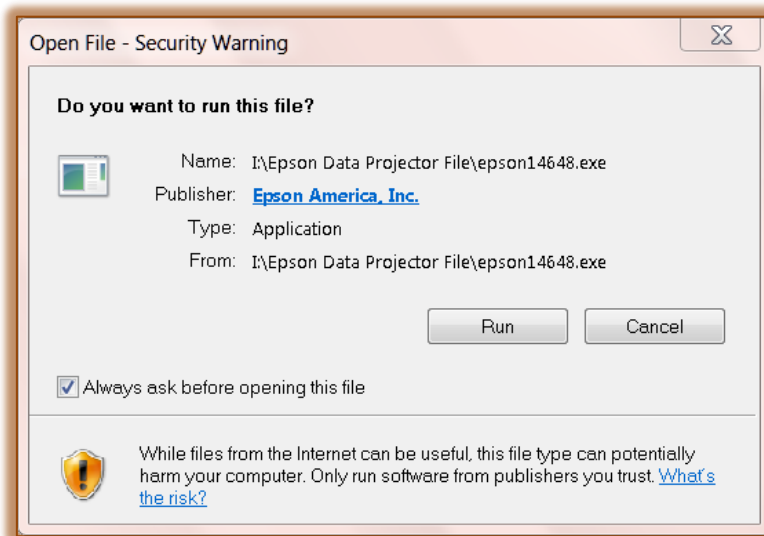 Open File - Security Warning
Do you want to run this file?
Name: I:\Epson Data Projector File\epson14648.exe
Publisher: Epson America, Inc.
Type: Application
From: I:\Epson Data Projector File\epson14648.exe
Run Cancel
Always ask before opening this file
While files from the Internet can be useful, this file type can potentially
harm your computer. Only run software from publishers you trust. What's
the risk?